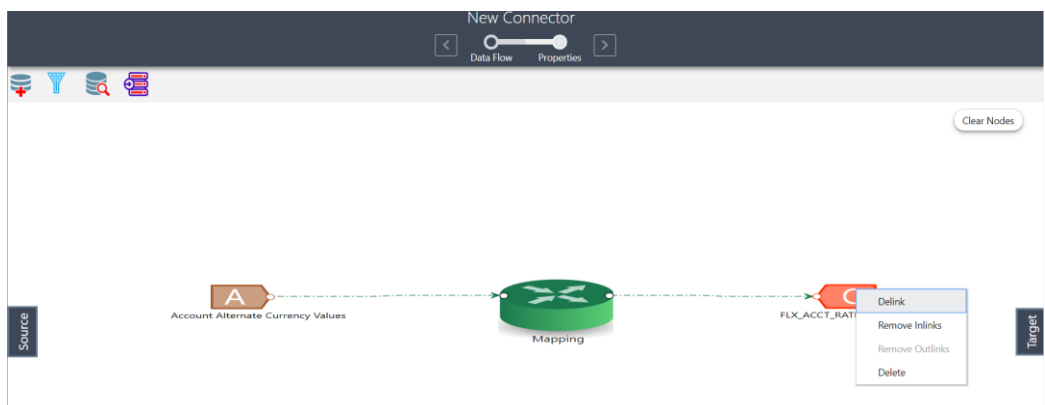 New Connector
<
>
Data Flow
Properties
Clear Nodes
A
Account Alternate Currency Values
Mapping
FLX_ACCT_RAT
Delink
Remove Inlinks
Remove Outlinks
Delete
Source
Target